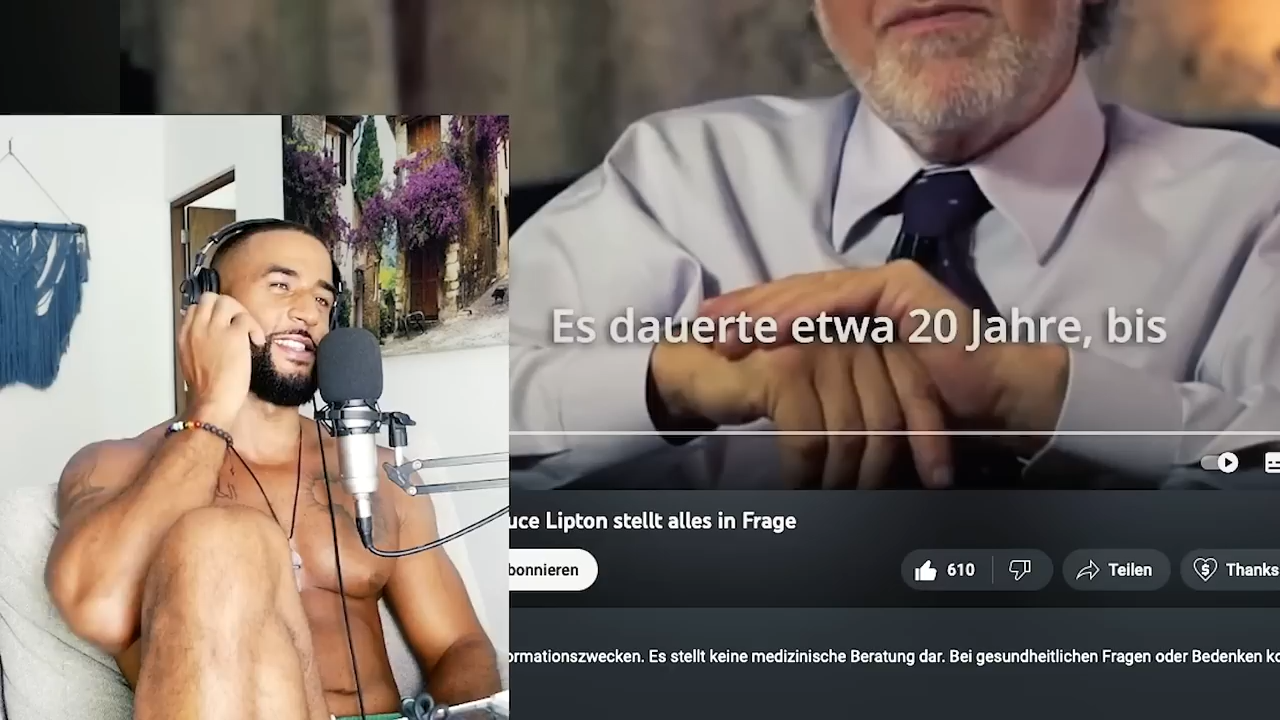 Es dauerte etwa 20 Jahre, bis
uce Lipton stellt alles in Frage
bonnieren
610
Teilen
Thanks
ormationszwecken. Es stellt keine medizinische Beratung dar. Bei gesundheitlichen Fragen oder Bedenken ko